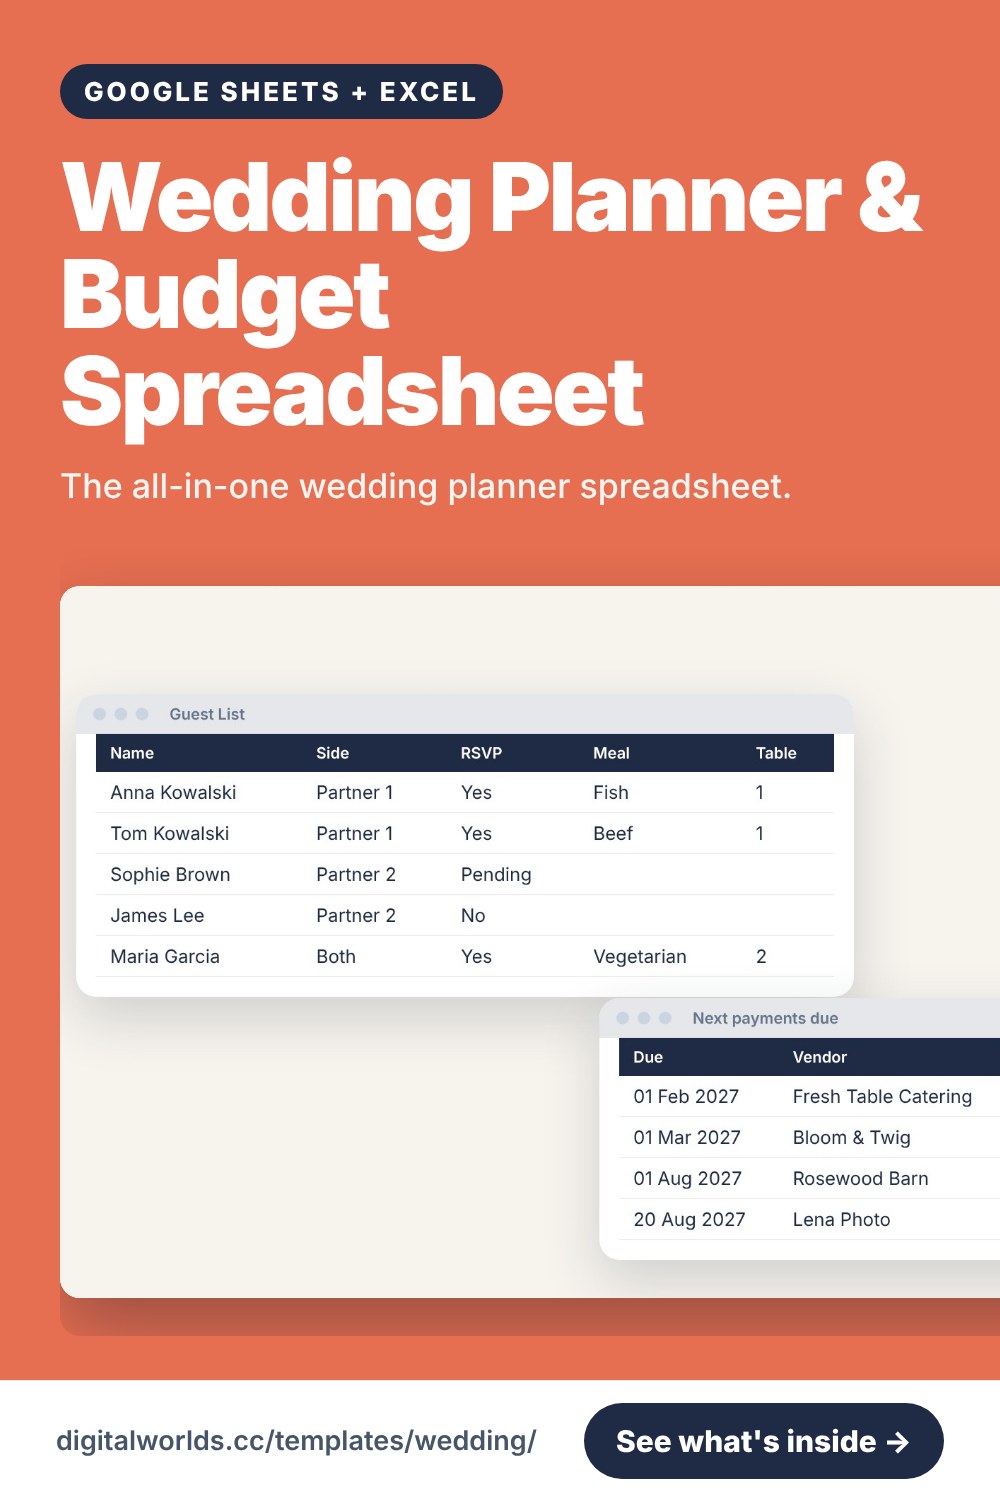 GOOGLE SHEETS + EXCEL
Wedding Planner &
Budget
Spreadsheet
The all-in-one wedding planner spreadsheet.
Guest List
Name Side RSVP Meal Table
Anna Kowalski Partner 1 Yes Fish 1
Tom Kowalski Partner 1 Yes Beef 1
Sophie Brown Partner 2 Pending
James Lee Partner 2 No
Maria Garcia Both Yes Vegetarian 2
Next payments due
Due Vendor
01 Feb 2027 Fresh Table Catering
01 Mar 2027 Bloom & Twig
01 Aug 2027 Rosewood Barn
20 Aug 2027 Lena Photo
digitalworlds.cc/templates/wedding/
See what's inside →